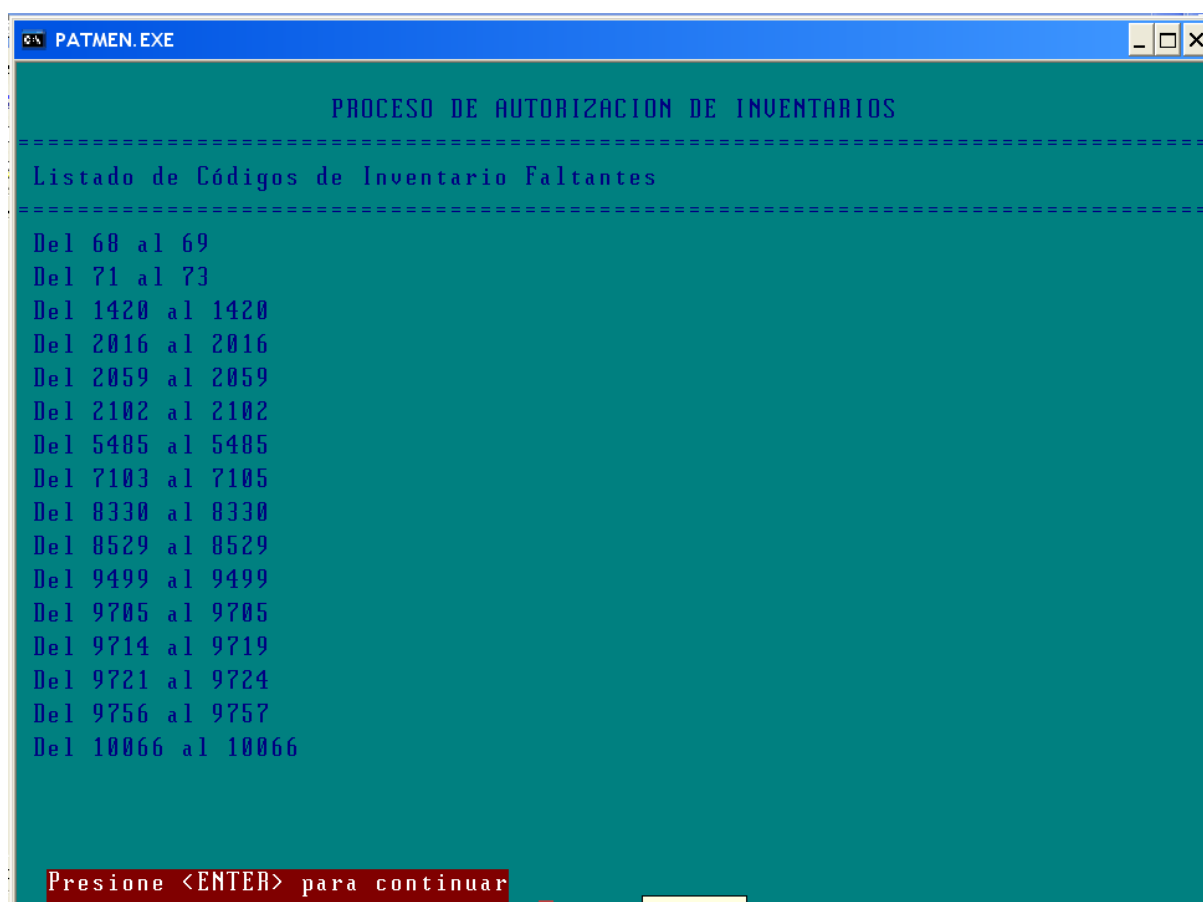 PATMEN.EXE
PROCESO DE AUTORIZACION DE INVENTARIOS
================================================================================
Listado de Códigos de Inventario Faltantes
================================================================================
Del 68 al 69
Del 71 al 73
Del 1420 al 1420
Del 2016 al 2016
Del 2059 al 2059
Del 2102 al 2102
Del 5485 al 5485
Del 7103 al 7105
Del 8330 al 8330
Del 8529 al 8529
Del 9499 al 9499
Del 9705 al 9705
Del 9714 al 9719
Del 9721 al 9724
Del 9756 al 9757
Del 10066 al 10066
Presione <ENTER> para continuar